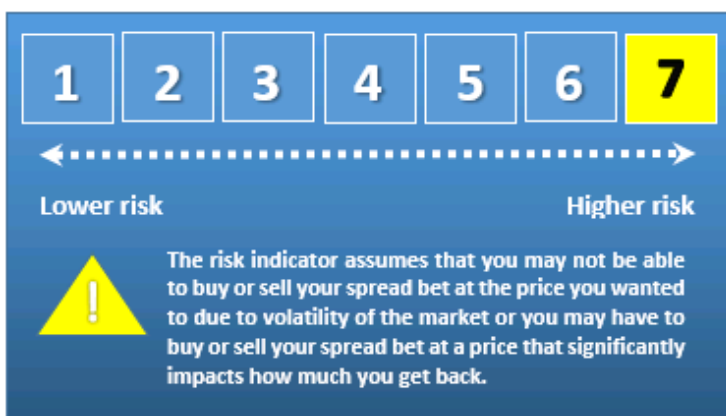 1 2 3 4 5 6 7
Lower risk Higher risk
!
The risk indicator assumes that you may not be able
to buy or sell your spread bet at the price you wanted
to due to volatility of the market or you may have to
buy or sell your spread bet at a price that significantly
impacts how much you get back.